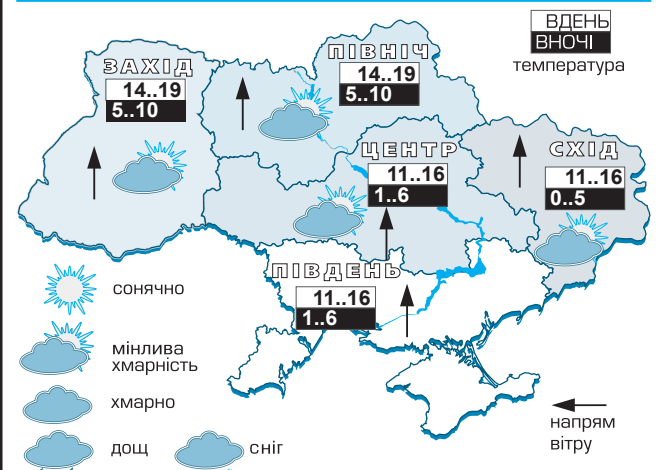 ВДЕНЬ
ВНОЧІ
температура
ЗАХІД
14..19
5..10
ПІВНІЧ
14..19
5..10
ЦЕНТР
11..16
1..6
СХІД
11..16
0..5
ПІВДЕНЬ
11..16
1..6
сонячно
мінлива
хмарність
хмарно
дощ
сніг
напрям
вітру